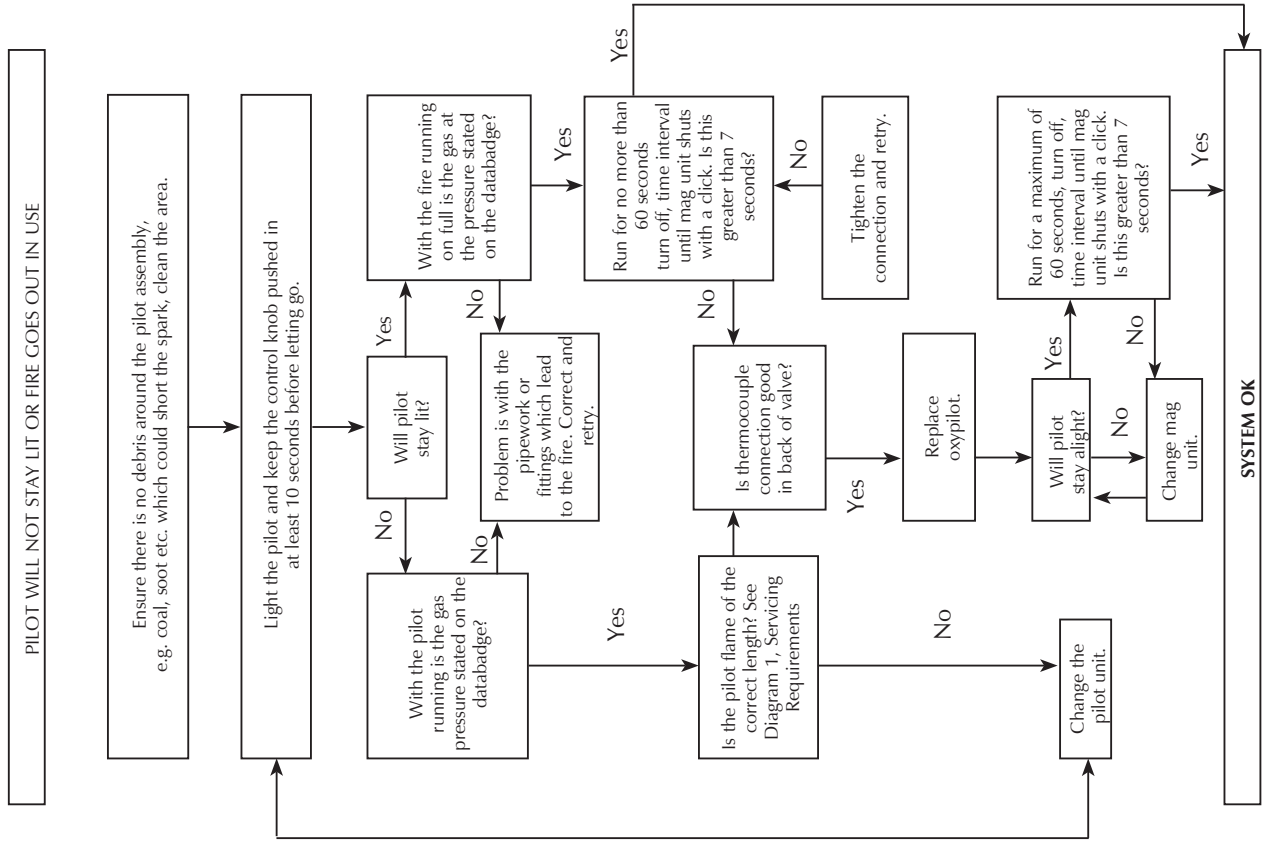 PILOT WILL NOT STAY LIT OR FIRE GOES OUT IN USE
Ensure there is no debris around the pilot assembly,
e.g. coal, soot etc. which could short the spark, clean the area.
Light the pilot and keep the control knob pushed in
at least 10 seconds before letting go.
Will pilot
stay lit?
No
Yes
With the pilot
running is the gas
pressure stated on the
databadge?
With the fire running
on full is the gas at
the pressure stated
on the databadge?
No
No
Problem is with the
pipework or
fittings which lead
to the fire. Correct and
retry.
Yes
Yes
Is the pilot flame of the
correct length? See
Diagram 1, Servicing
Requirements
Run for no more than
60 seconds
turn off, time interval
until mag unit shuts
with a click. Is this
greater than 7
seconds?
Yes
No
Is thermocouple
connection good
in back of valve?
No
Tighten the
connection and retry.
Yes
Replace
oxypilot.
No
Change the
pilot unit.
Will pilot
stay alight?
Yes
Run for a maximum of
60 seconds, turn off,
time interval until mag
unit shuts with a click.
Is this greater than 7
seconds?
No
No
Change mag
unit.
Yes
SYSTEM OK